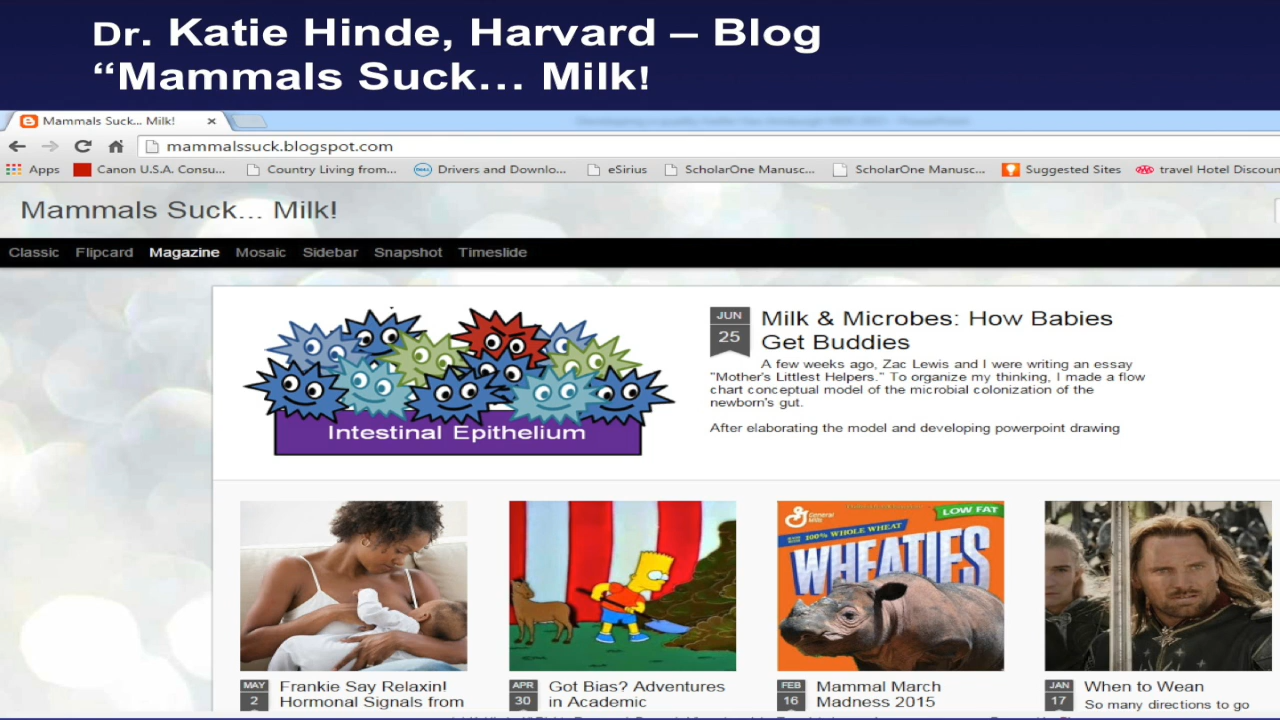 Dr. Katie Hinde, Harvard – Blog
“Mammals Suck… Milk!
Mammals Suck... Milk!
mammalssuck.blogspot.com
Apps
Canon U.S.A. Consu...
Country Living from...
Drivers and Downlo...
eSirius
ScholarOne Manusc...
ScholarOne Manusc...
Suggested Sites
travel Hotel Discoun
Mammals Suck... Milk!
Classic Flipcard Magazine Mosaic Sidebar Snapshot Timeslide
Intestinal Epithelium
JUN
25
Milk & Microbes: How Babies
Get Buddies
A few weeks ago, Zac Lewis and I were writing an essay
"Mother's Littlest Helpers." To organize my thinking, I made a flow
chart conceptual model of the microbial colonization of the
newborn's gut.
After elaborating the model and developing powerpoint drawing
General
Mills
LOW FAT
100% WHOLE WHEAT
WHEATIES
MAY
2
Frankie Say Relaxin!
Hormonal Signals from
APR
30
Got Bias? Adventures
in Academic
FEB
16
Mammal March
Madness 2015
JAN
17
When to Wean
So many directions to go